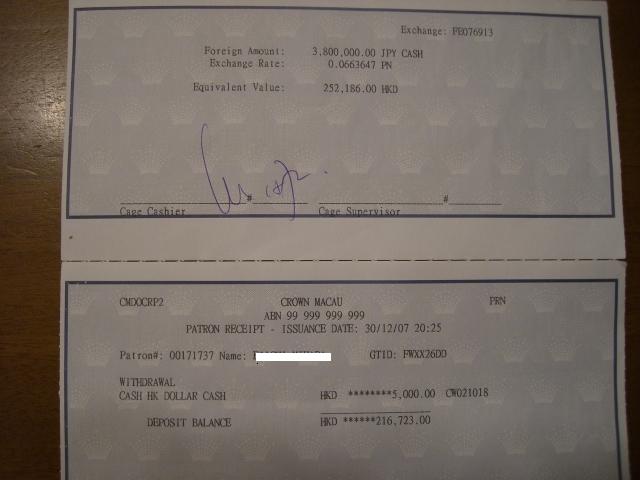 Exchange: FE076913
Foreign Amount: 3,800,000.00 JPY CASH
Exchange Rate: 0.0663647 PN
Equivalent Value: 252,186.00 HKD
# #
Cage Cashier Cage Supervisor
CMDOCRP2 CROWN MACAU PRN
ABN 99 999 999 999
PATRON RECEIPT - ISSUANCE DATE: 30/12/07 20:25
Patron#: 00171737 Name: GTID: FWXX26DD
WITHDRAWAL
CASH HK DOLLAR CASH HKD ********5,000.00 CW021018
DEPOSIT BALANCE HKD ******216,723.00